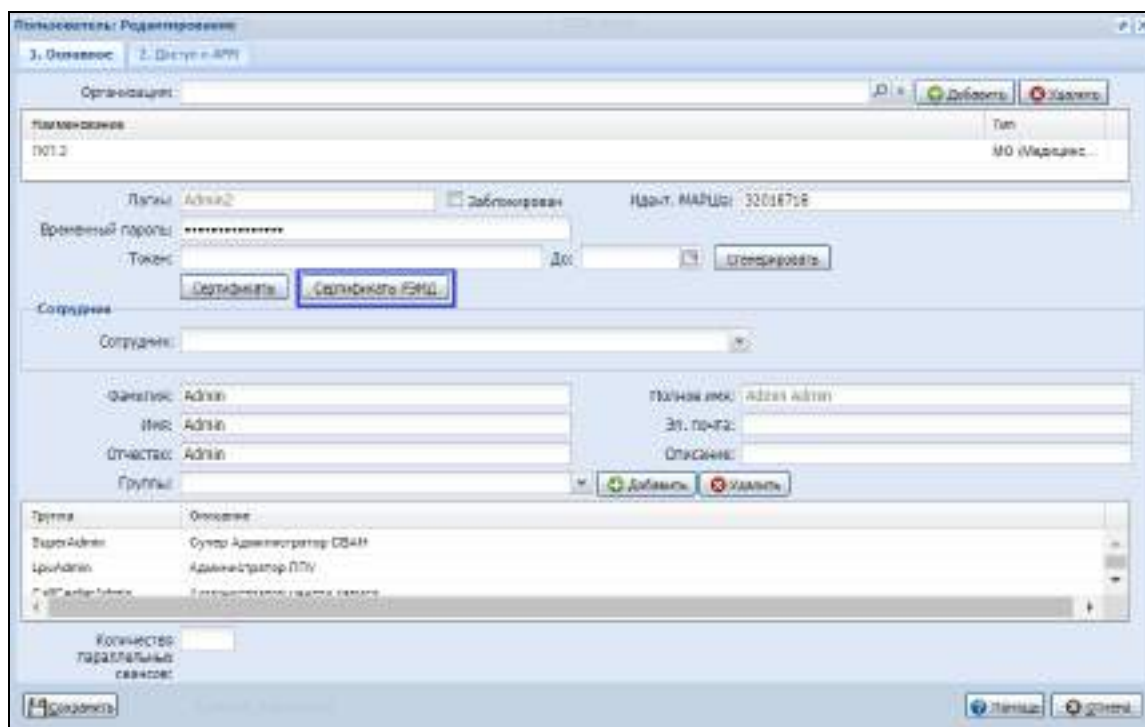 Пользователь: Редактирование
1. Основное
2. Доступ к АРМ
Организация:
Добавить
Удалить
Наименование
Тип
МО (Медицинс...
Логин: Admin2
Заблокирован
Идент. МАРШа: 32016718
Временный пароль: ••••••••••••••••
Токен:
До:
Сгенерировать
Сертификаты
Сертификаты РЭМД
Сотрудник
Сотрудник:
Фамилия: Admin
Полное имя: Admin Admin
Имя: Admin
Эл. почта:
Отчество: Admin
Описание:
Группы:
Добавить
Удалить
Группа
Описание
SuperAdmin
Супер Администратор СВАН
LpuAdmin
Администратор ЛПУ
CallCenterAdmin
Количество параллельных сеансов:
Сохранить
Помощь
Отмена